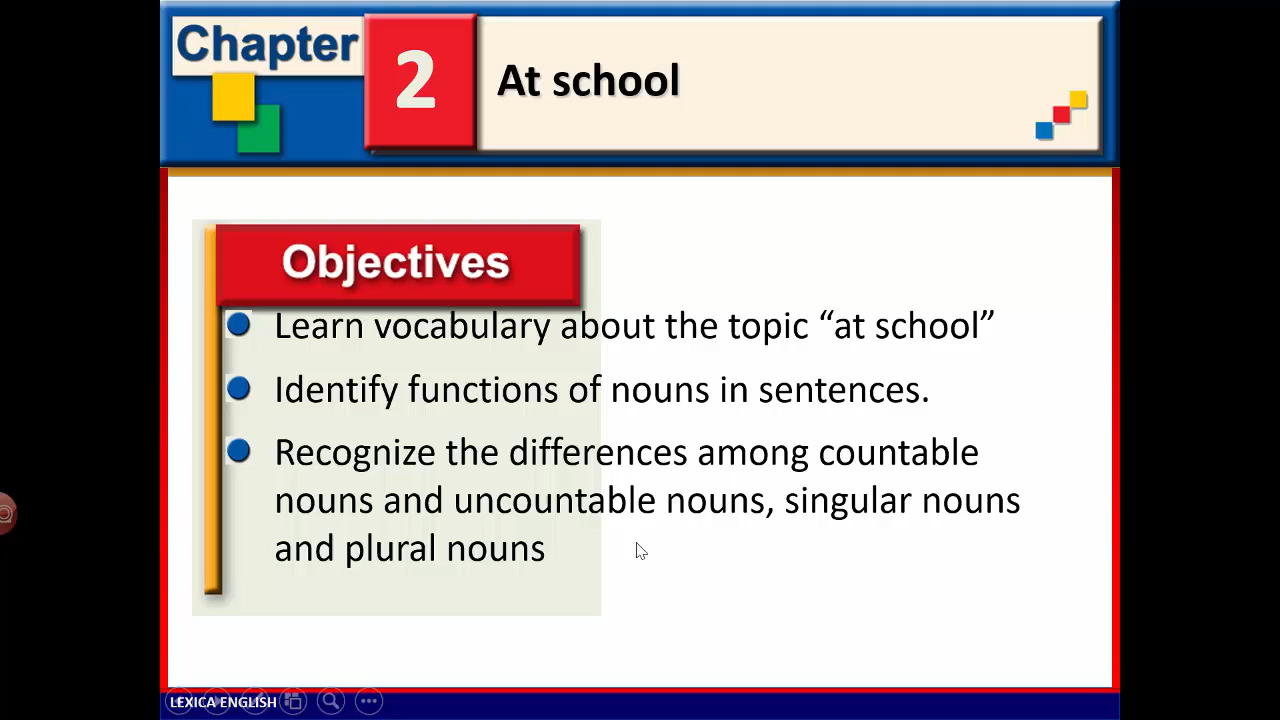 Chapter
2
At school
Objectives
Learn vocabulary about the topic “at school”
Identify functions of nouns in sentences.
Recognize the differences among countable
nouns and uncountable nouns, singular nouns
and plural nouns
LEXICA ENGLISH